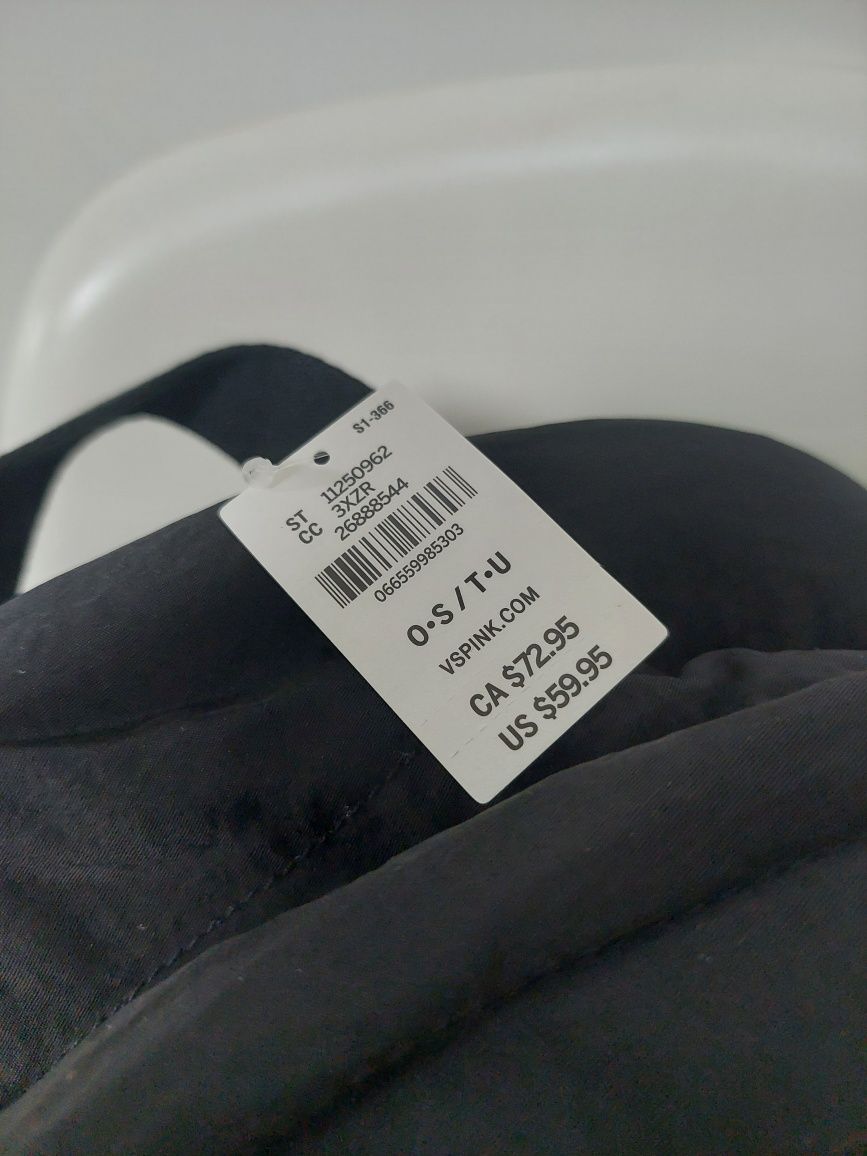 S1-366
ST 11250962
CC 3XZR
26888544
066559985303
O•S / T•U
VSPINK.COM
CA $72.95
US $59.95